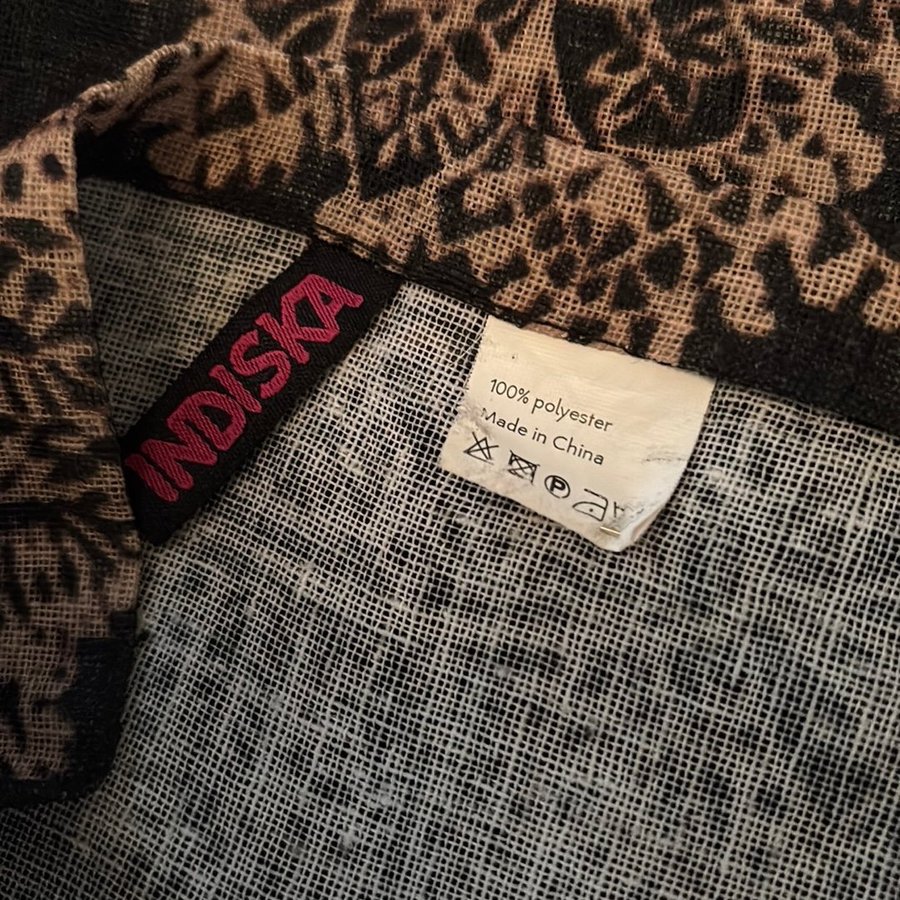 INDISKA
100% polyester
Made in China
P